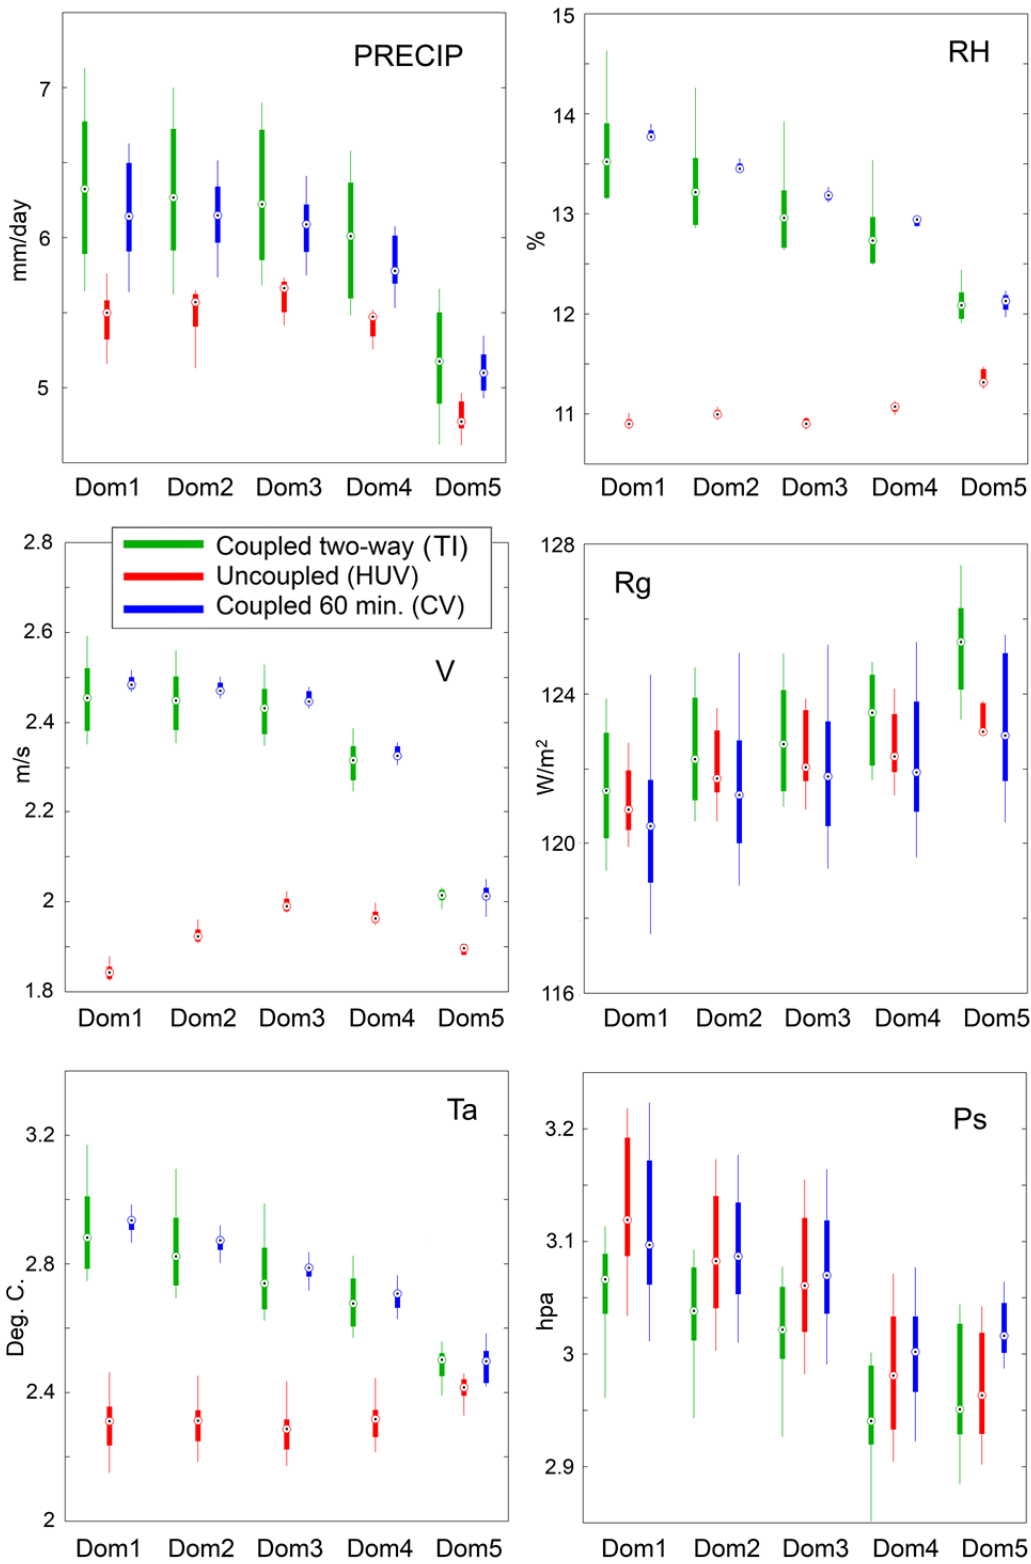 PRECIP
7
6
5
mm/day
Dom1 Dom2 Dom3 Dom4 Dom5
RH
15
14
13
12
11
%
Dom1 Dom2 Dom3 Dom4 Dom5
Coupled two-way (TI)
Uncoupled (HUV)
Coupled 60 min. (CV)
V
2.8
2.6
2.4
2.2
2
1.8
m/s
Dom1 Dom2 Dom3 Dom4 Dom5
Rg
128
124
120
116
W/m²
Dom1 Dom2 Dom3 Dom4 Dom5
Ta
3.2
2.8
2.4
2
Deg. C.
Dom1 Dom2 Dom3 Dom4 Dom5
Ps
3.2
3.1
3
2.9
hpa
Dom1 Dom2 Dom3 Dom4 Dom5